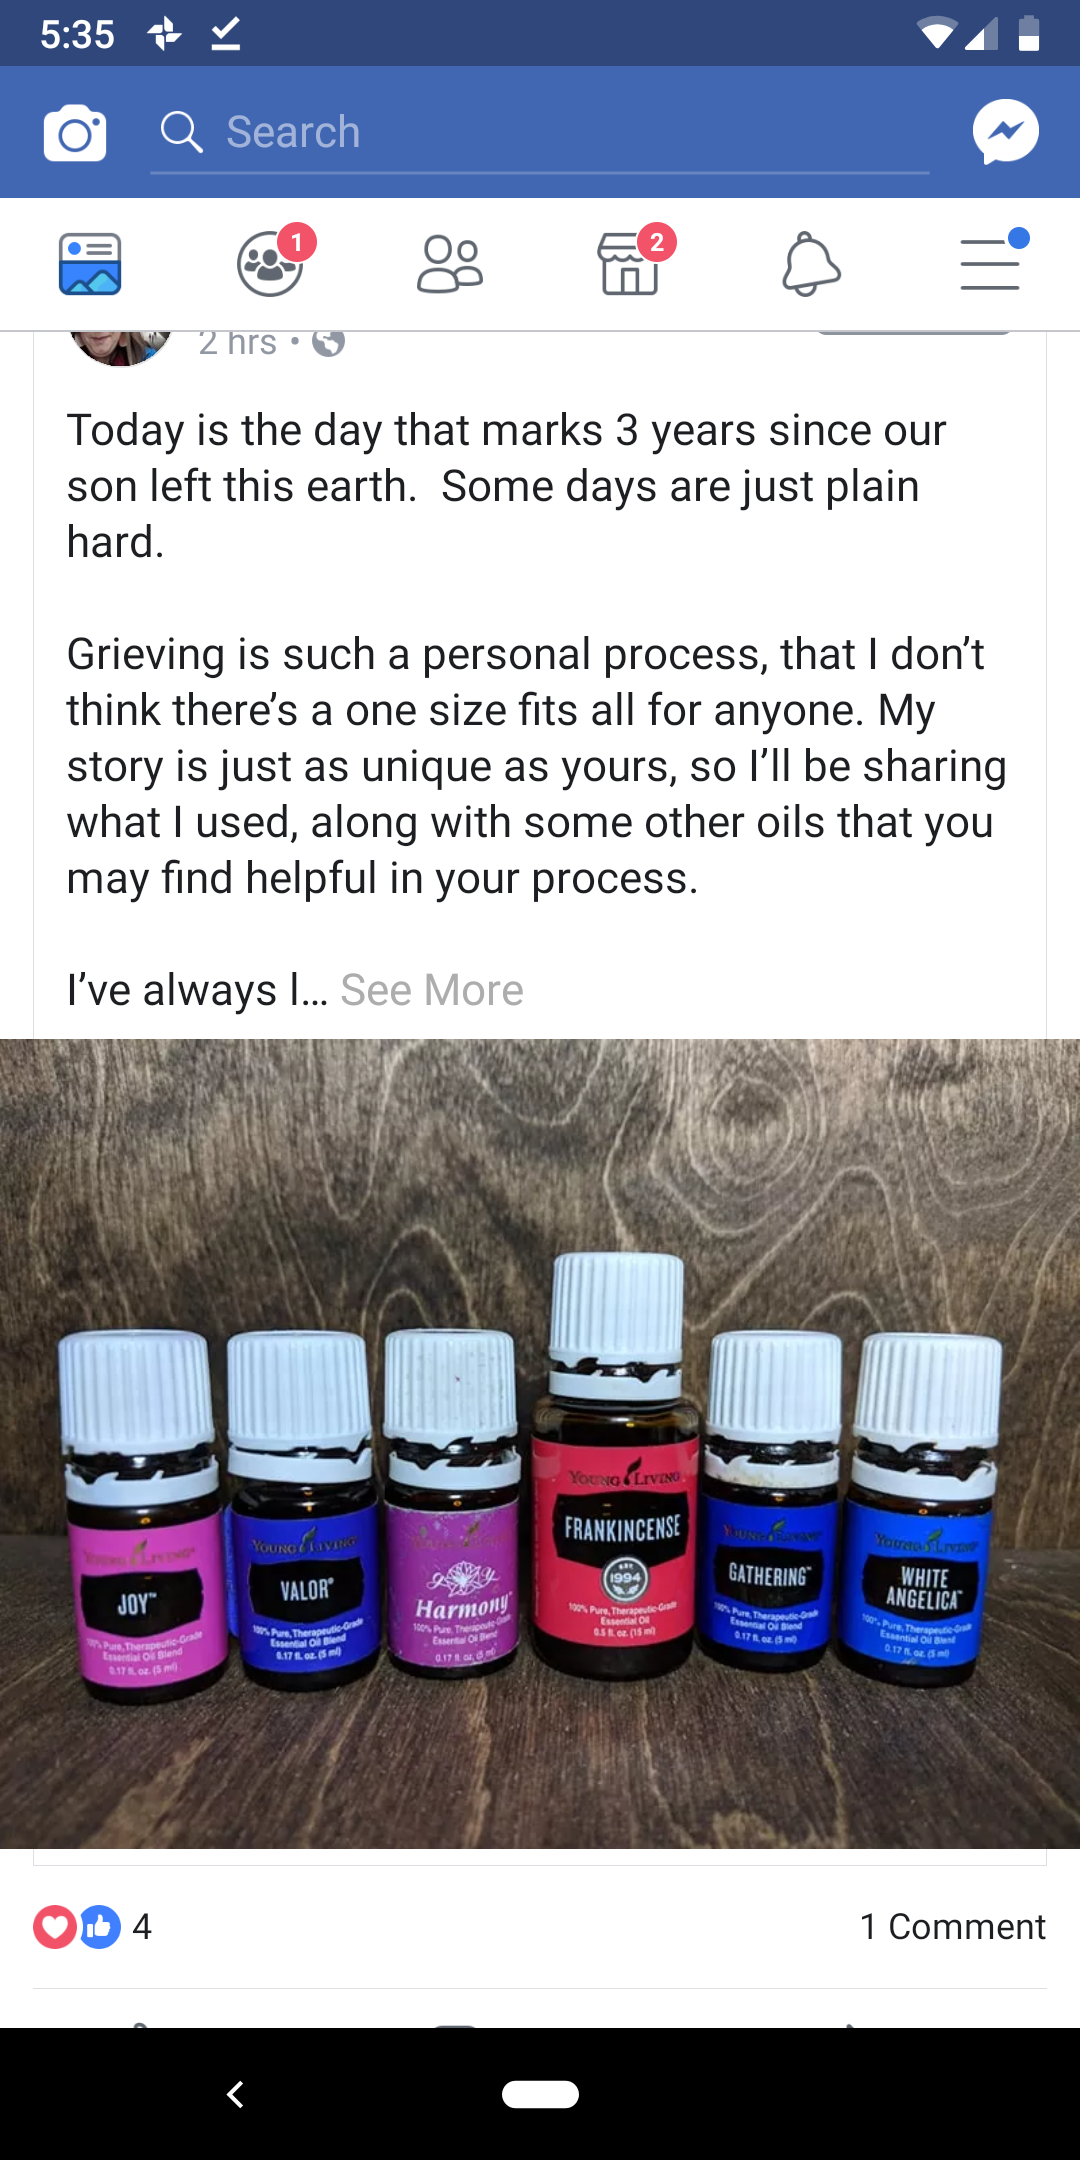 5:35
Search
1
2
2 hrs •
Today is the day that marks 3 years since our
son left this earth.  Some days are just plain
hard.
Grieving is such a personal process, that I don’t
think there’s a one size fits all for anyone. My
story is just as unique as yours, so I’ll be sharing
what I used, along with some other oils that you
may find helpful in your process.
I’ve always l... See More
YOUNG LIVING
JOY™
100% Pure, Therapeutic-Grade
Essential Oil Blend
0.17 fl. oz. (5 ml)
YOUNG LIVING
VALOR®
100% Pure, Therapeutic-Grade
Essential Oil Blend
0.17 fl. oz. (5 ml)
Harmony™
100% Pure, Therapeutic-Grade
Essential Oil Blend
0.17 fl. oz. (5 ml)
YOUNG LIVING
FRANKINCENSE
EST
1994
100% Pure, Therapeutic-Grade
Essential Oil
0.5 fl. oz. (15 ml)
YOUNG LIVING
GATHERING™
100% Pure, Therapeutic-Grade
Essential Oil Blend
0.17 fl. oz. (5 ml)
YOUNG LIVING
WHITE
ANGELICA™
100% Pure, Therapeutic-Grade
Essential Oil Blend
0.17 fl. oz. (5 ml)
4
1 Comment